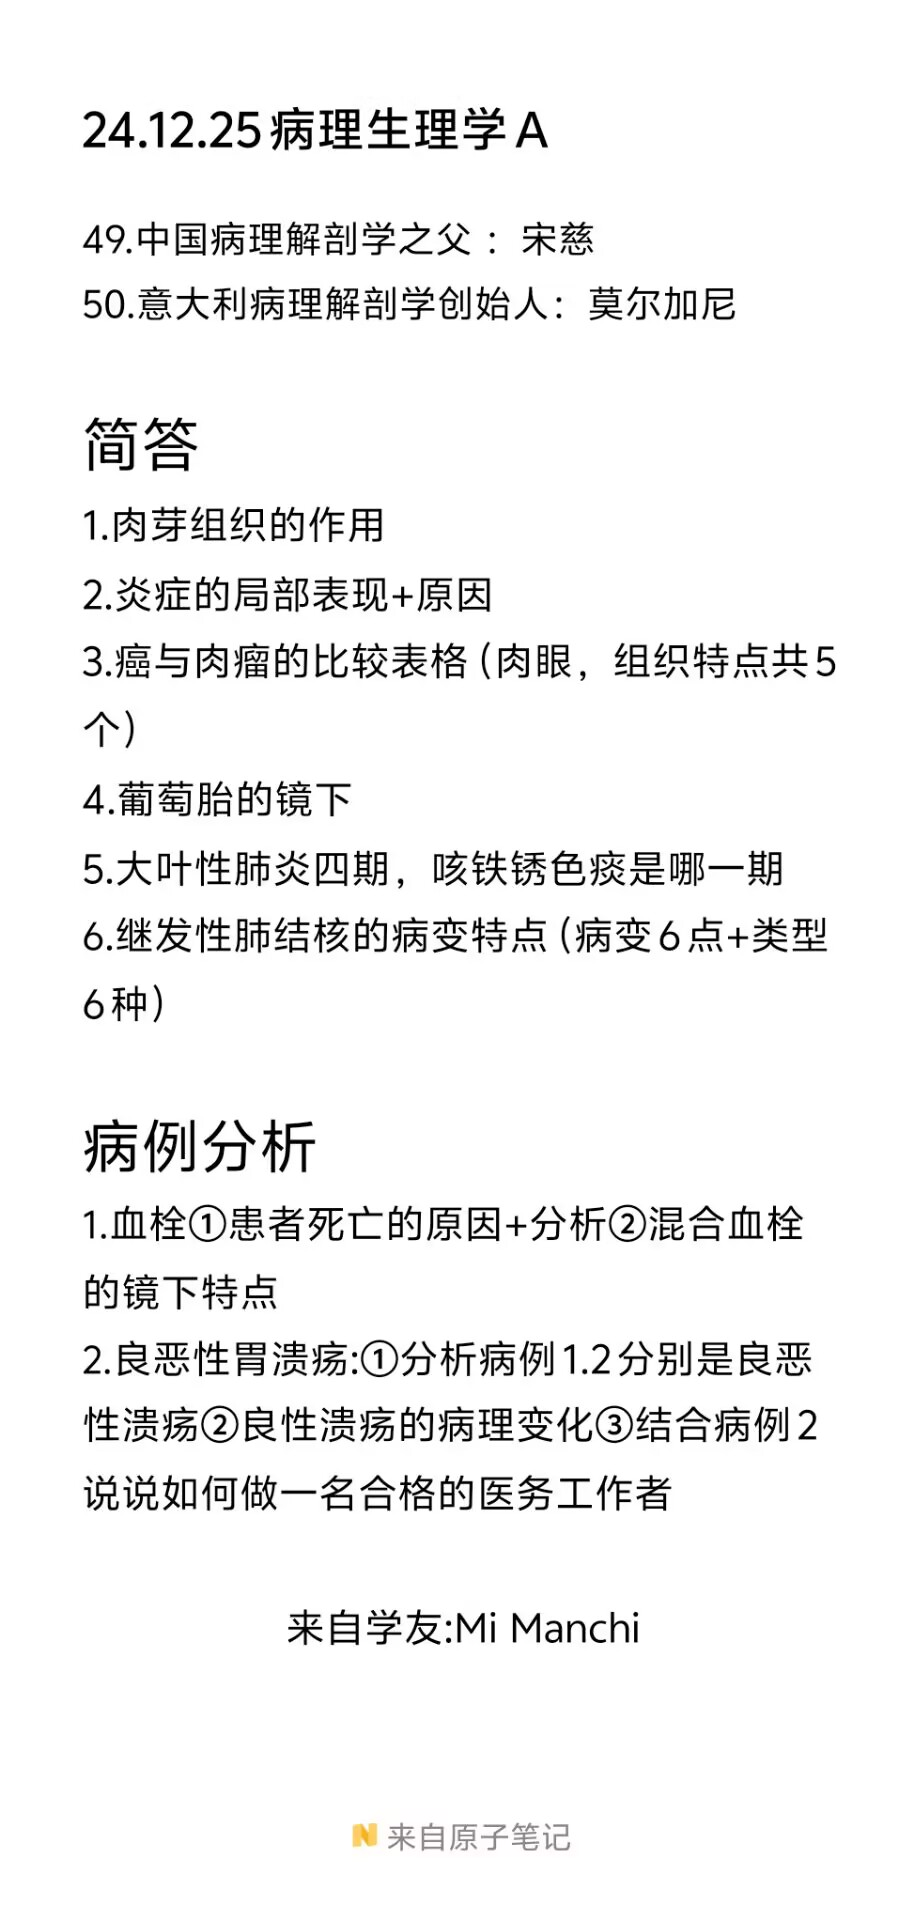 24.12.25病理生理学A
49.中国病理解剖学之父 ：宋慈
50.意大利病理解剖学创始人：莫尔加尼
简答
1.肉芽组织的作用
2.炎症的局部表现+原因
3.癌与肉瘤的比较表格（肉眼，组织特点共5
个）
4.葡萄胎的镜下
5.大叶性肺炎四期，咳铁锈色痰是哪一期
6.继发性肺结核的病变特点（病变6点+类型
6种）
病例分析
1.血栓①患者死亡的原因+分析②混合血栓
的镜下特点
2.良恶性胃溃疡:①分析病例1.2分别是良恶
性溃疡②良性溃疡的病理变化③结合病例2
说说如何做一名合格的医务工作者
来自学友:Mi Manchi
来自原子笔记